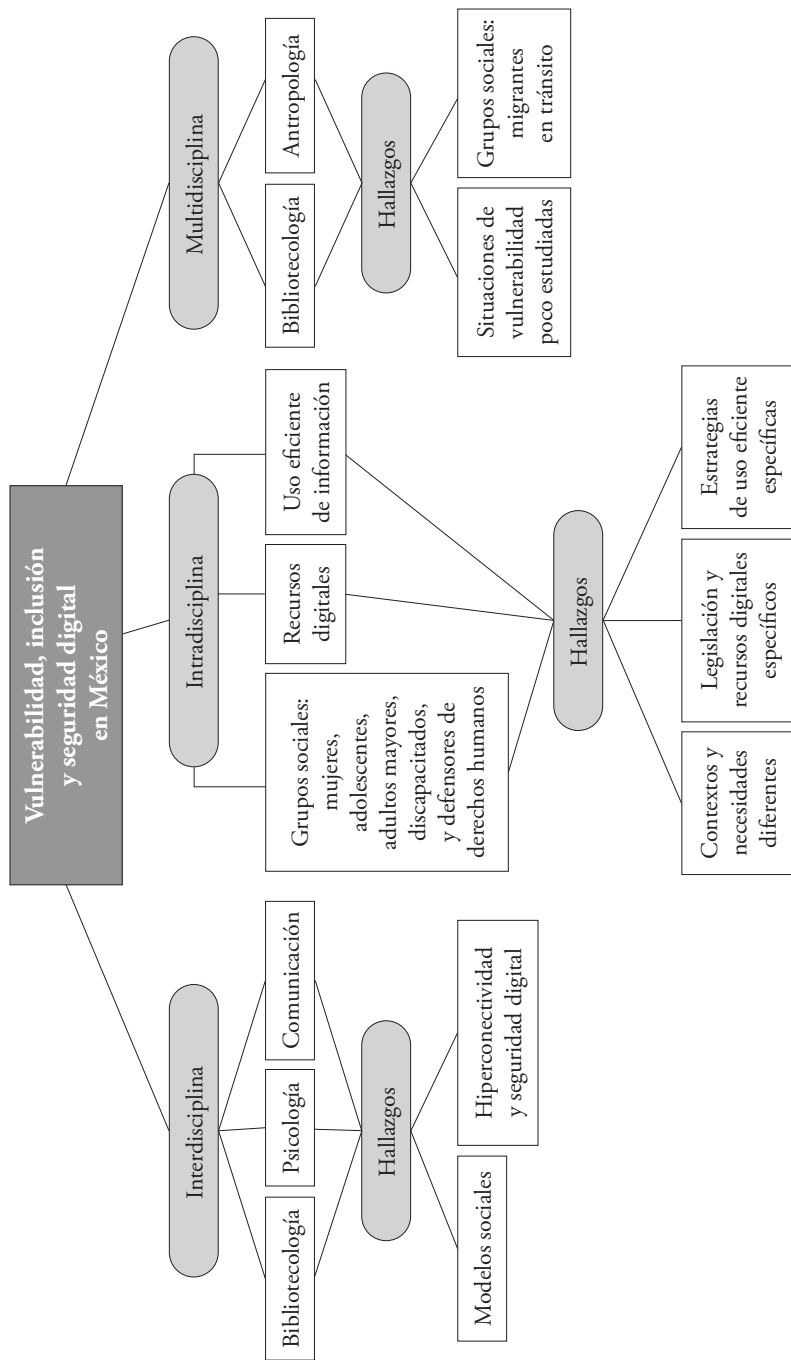 Vulnerabilidad, inclusión
y seguridad digital
en México
Interdisciplina
Bibliotecología
Psicología
Comunicación
Hallazgos
Modelos sociales
Hiperconectividad
y seguridad digital
Intradisciplina
Grupos sociales:
mujeres,
adolescentes,
adultos mayores,
discapacitados,
y defensores de
derechos humanos
Recursos
digitales
Uso eficiente
de información
Hallazgos
Contextos y
necesidades
diferentes
Legislación y
recursos digitales
específicos
Estrategias
de uso eficiente
específicas
Multidisciplina
Bibliotecología
Antropología
Hallazgos
Situaciones de
vulnerabilidad
poco estudiadas
Grupos sociales:
migrantes
en tránsito